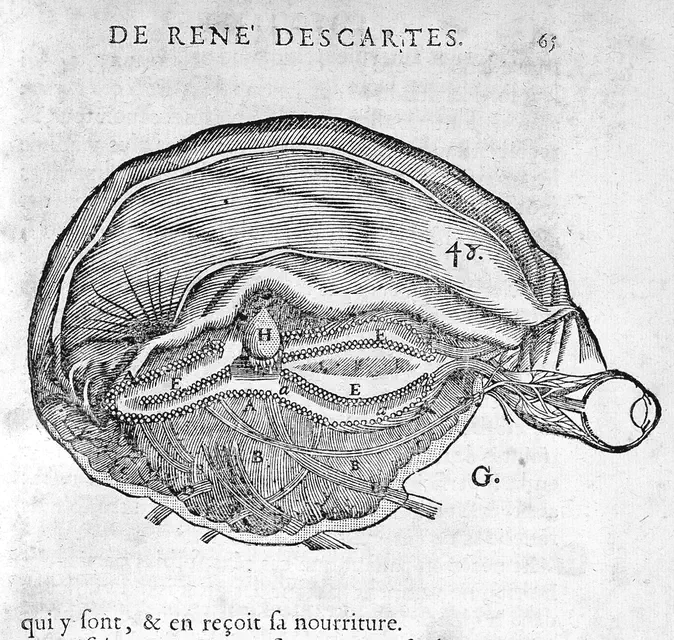 DE RENE' DESCARTES. 65
48.
H
F
F
E
a
A
a
B
B
G.
qui y sont, & en reçoit sa nourriture.